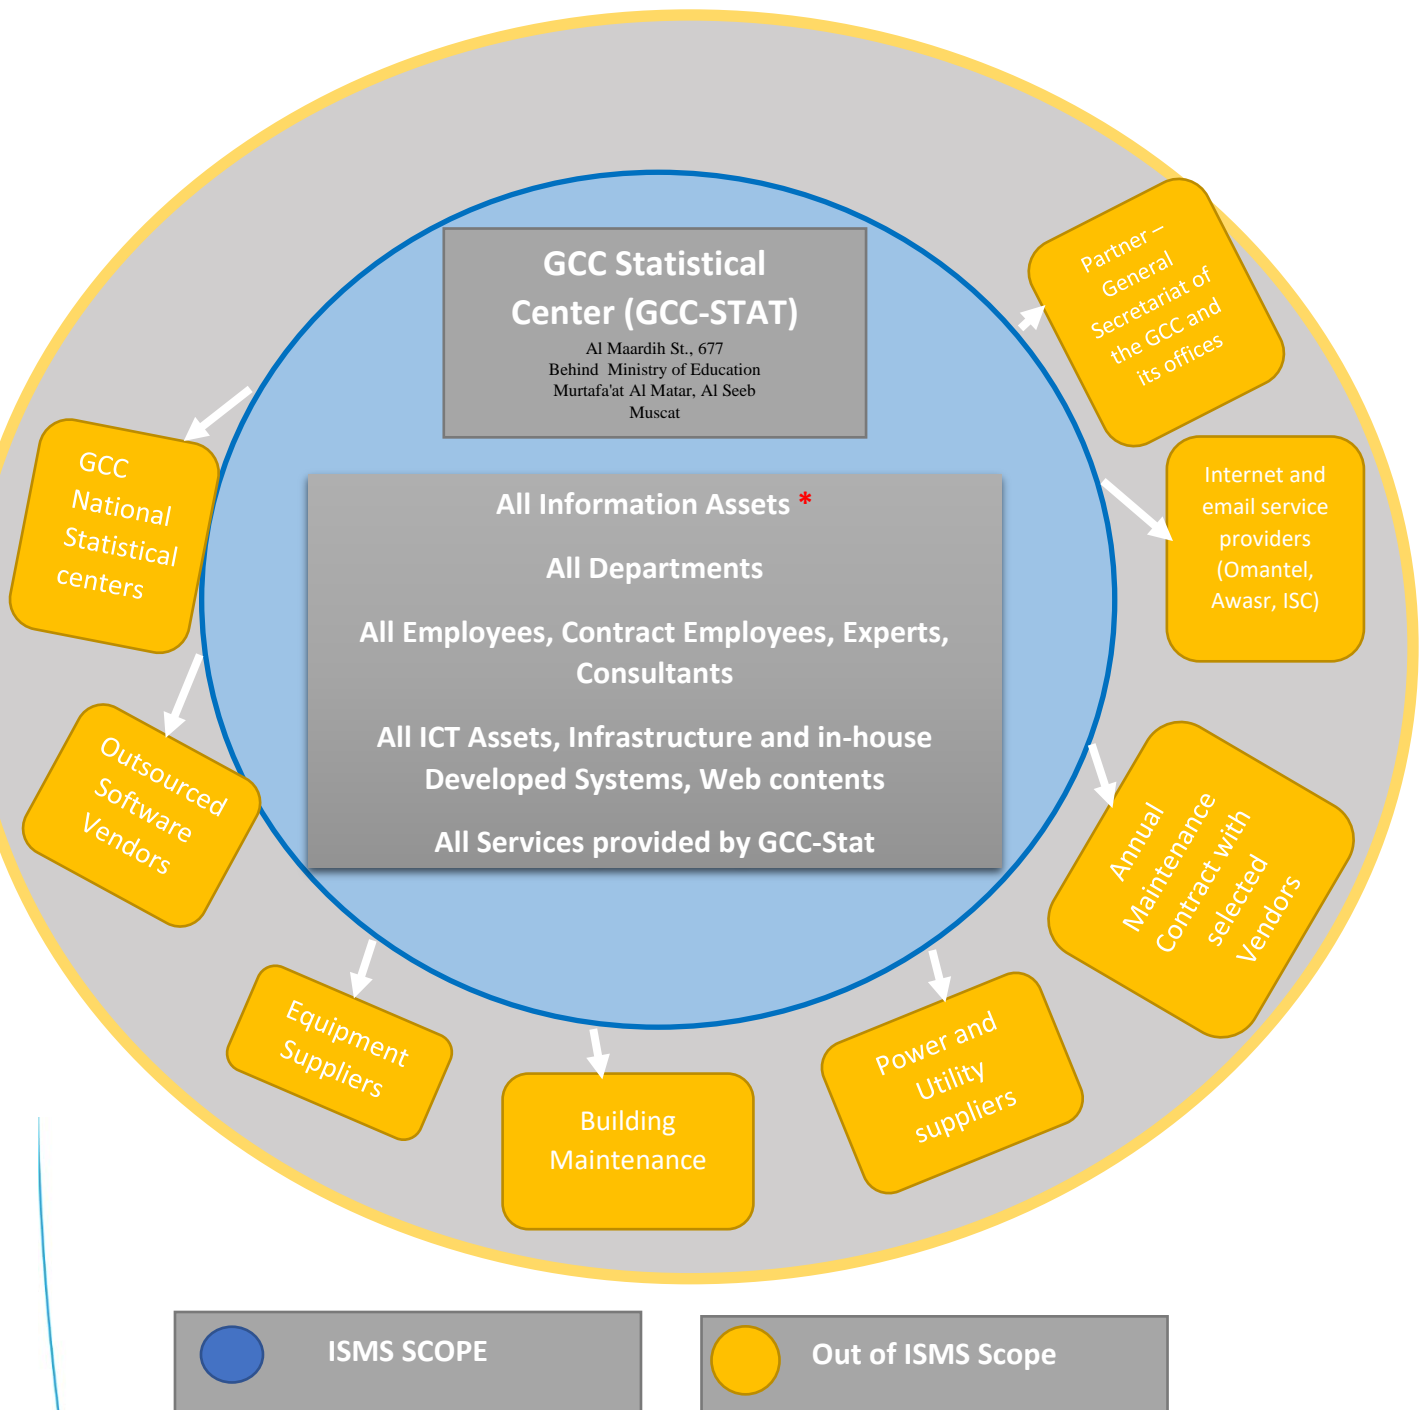 GCC Statistical
Center (GCC-STAT)
Al Maardih St., 677
Behind Ministry of Education
Murtafa'at Al Matar, Al Seeb
Muscat
All Information Assets *
All Departments
All Employees, Contract Employees, Experts,
Consultants
All ICT Assets, Infrastructure and in-house
Developed Systems, Web contents
All Services provided by GCC-Stat
Partner –
General
Secretariat of
the GCC and
its offices
Internet and
email service
providers
(Omantel,
Awasr, ISC)
Annual
Maintenance
Contract with
selected
Vendors
Power and
Utility
suppliers
Building
Maintenance
Equipment
Suppliers
Outsourced
Software
Vendors
GCC
National
Statistical
centers
ISMS SCOPE
Out of ISMS Scope